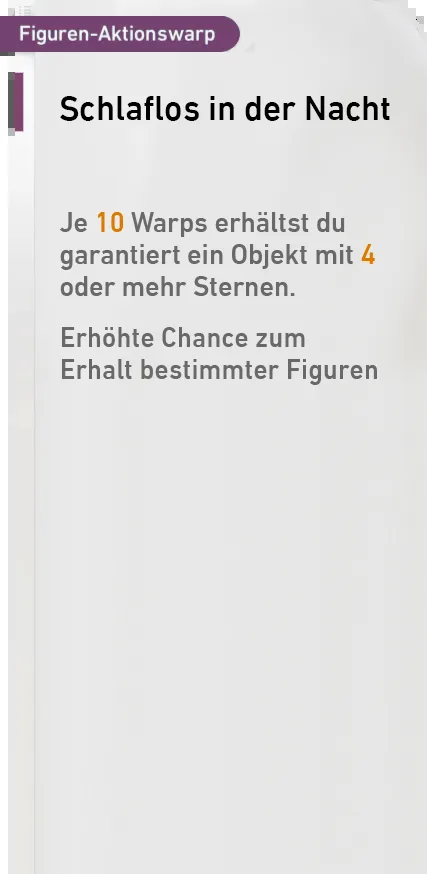 Figuren-Aktionswarp
Schlaflos in der Nacht
Je 10 Warps erhältst du
garantiert ein Objekt mit 4
oder mehr Sternen.
Erhöhte Chance zum
Erhalt bestimmter Figuren